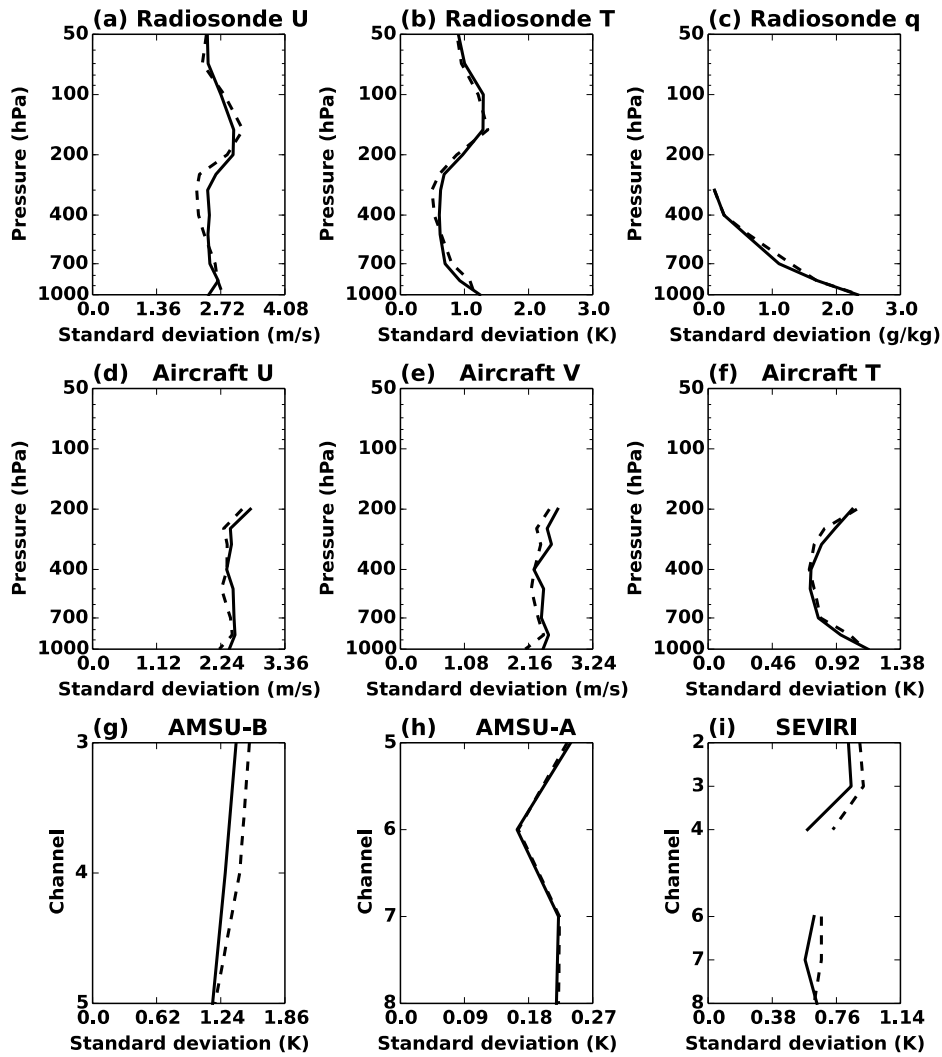 (a) Radiosonde U
50
100
200
400
700
1000
Pressure (hPa)
0.0 1.36 2.72 4.08
Standard deviation (m/s)
(b) Radiosonde T
50
100
200
400
700
1000
Pressure (hPa)
0.0 1.0 2.0 3.0
Standard deviation (K)
(c) Radiosonde q
50
100
200
400
700
1000
Pressure (hPa)
0.0 1.0 2.0 3.0
Standard deviation (g/kg)
(d) Aircraft U
50
100
200
400
700
1000
Pressure (hPa)
0.0 1.12 2.24 3.36
Standard deviation (m/s)
(e) Aircraft V
50
100
200
400
700
1000
Pressure (hPa)
0.0 1.08 2.16 3.24
Standard deviation (m/s)
(f) Aircraft T
50
100
200
400
700
1000
Pressure (hPa)
0.0 0.46 0.92 1.38
Standard deviation (K)
(g) AMSU-B
3
4
5
Channel
0.0 0.62 1.24 1.86
Standard deviation (K)
(h) AMSU-A
5
6
7
8
Channel
0.0 0.09 0.18 0.27
Standard deviation (K)
(i) SEVIRI
2
3
4
6
7
8
Channel
0.0 0.38 0.76 1.14
Standard deviation (K)